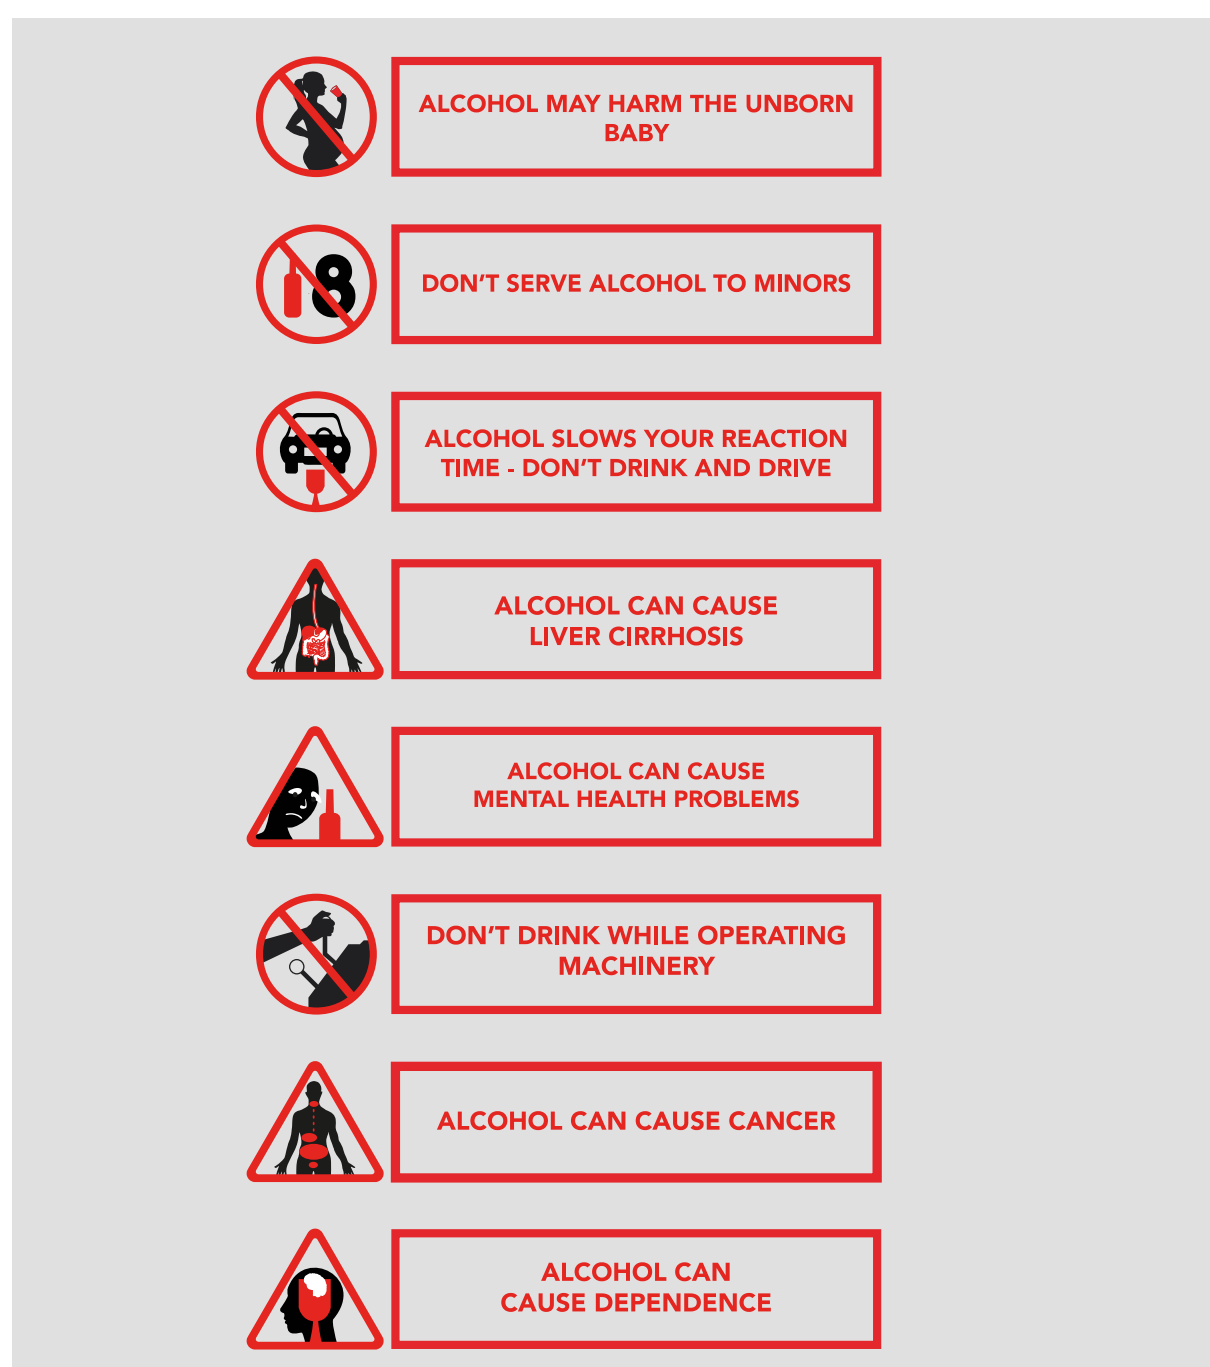 ALCOHOL MAY HARM THE UNBORN
BABY
18
DON'T SERVE ALCOHOL TO MINORS
ALCOHOL SLOWS YOUR REACTION
TIME - DON'T DRINK AND DRIVE
ALCOHOL CAN CAUSE
LIVER CIRRHOSIS
ALCOHOL CAN CAUSE
MENTAL HEALTH PROBLEMS
DON'T DRINK WHILE OPERATING
MACHINERY
ALCOHOL CAN CAUSE CANCER
ALCOHOL CAN
CAUSE DEPENDENCE